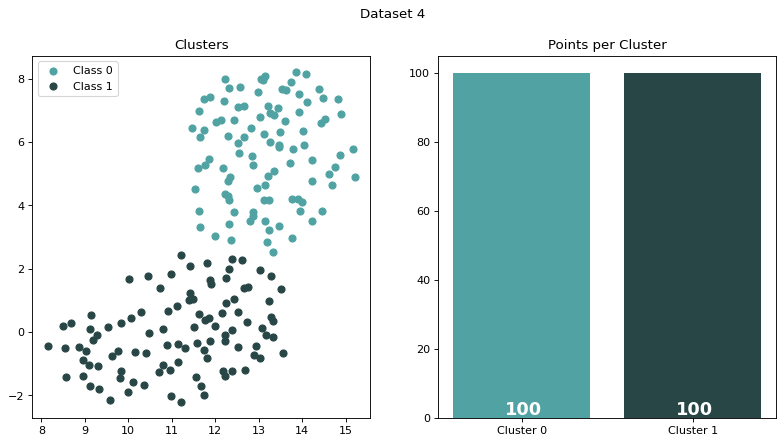 Dataset 4
Clusters
Class 0
Class 1
8
6
4
2
0
−2
8 9 10 11 12 13 14 15
Points per Cluster
100
80
60
40
20
0
100 100
Cluster 0 Cluster 1